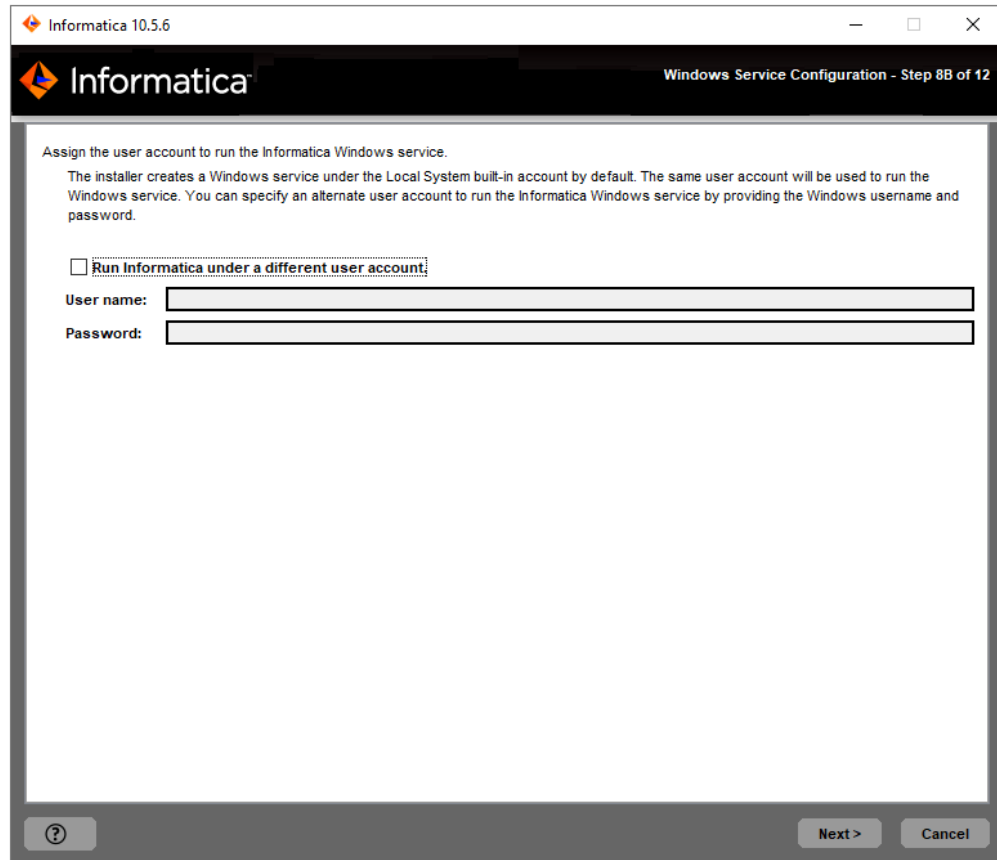 Informatica 10.5.6
Informatica
Windows Service Configuration - Step 8B of 12
Assign the user account to run the Informatica Windows service.
The installer creates a Windows service under the Local System built-in account by default. The same user account will be used to run the
Windows service. You can specify an alternate user account to run the Informatica Windows service by providing the Windows username and
password.
Run Informatica under a different user account.
User name:
Password:
?
Next >
Cancel